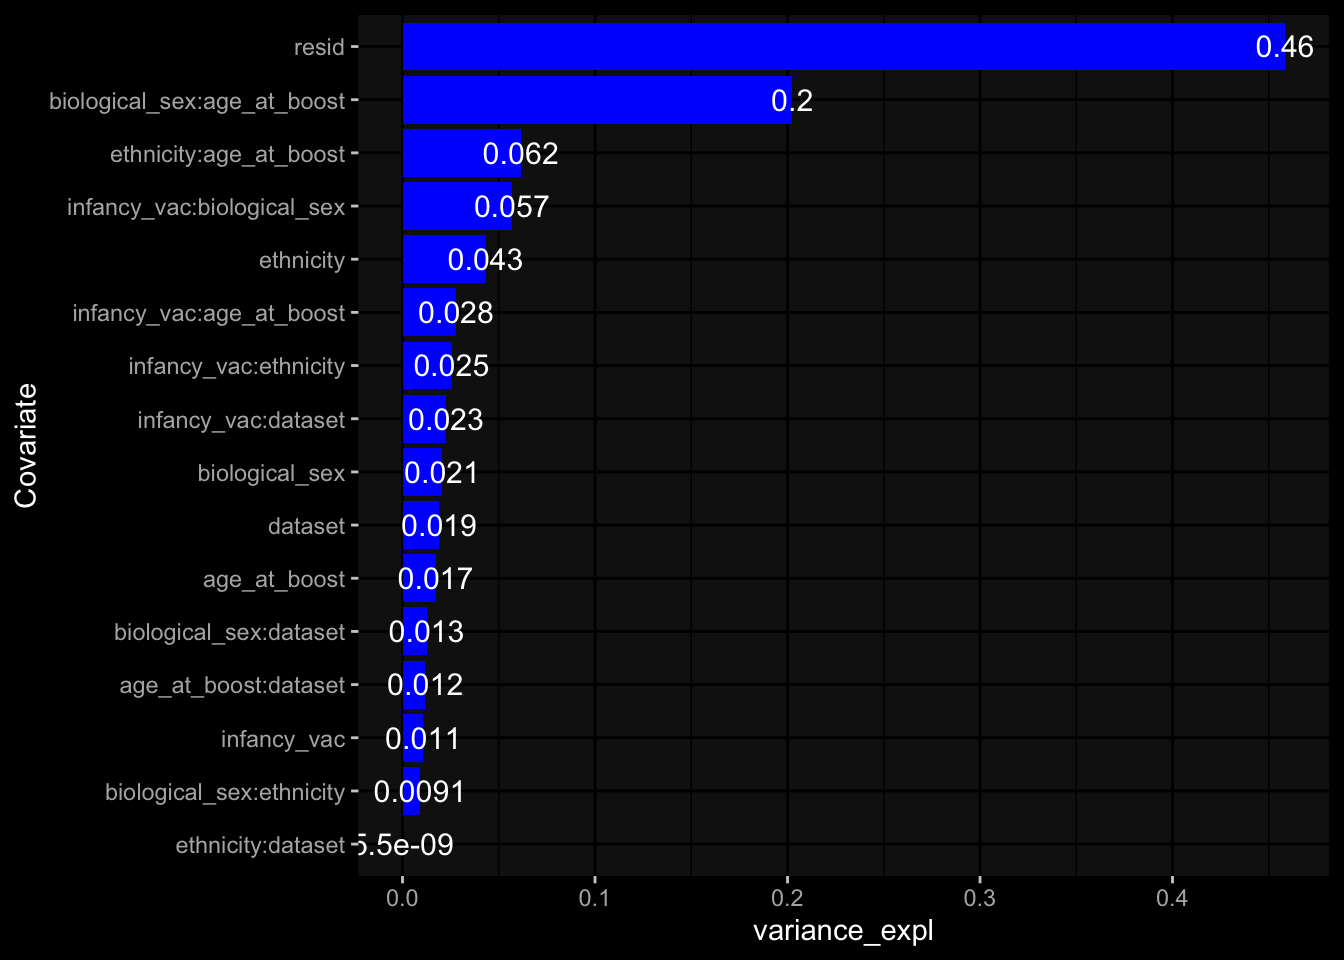 resid 0.46
biological_sex:age_at_boost 0.2
ethnicity:age_at_boost 0.062
infancy_vac:biological_sex 0.057
ethnicity 0.043
infancy_vac:age_at_boost 0.028
infancy_vac:ethnicity 0.025
infancy_vac:dataset 0.023
biological_sex 0.021
dataset 0.019
age_at_boost 0.017
biological_sex:dataset 0.013
age_at_boost:dataset 0.012
infancy_vac 0.011
biological_sex:ethnicity 0.0091
ethnicity:dataset 5.5e-09
Covariate
0.0 0.1 0.2 0.3 0.4
variance_expl